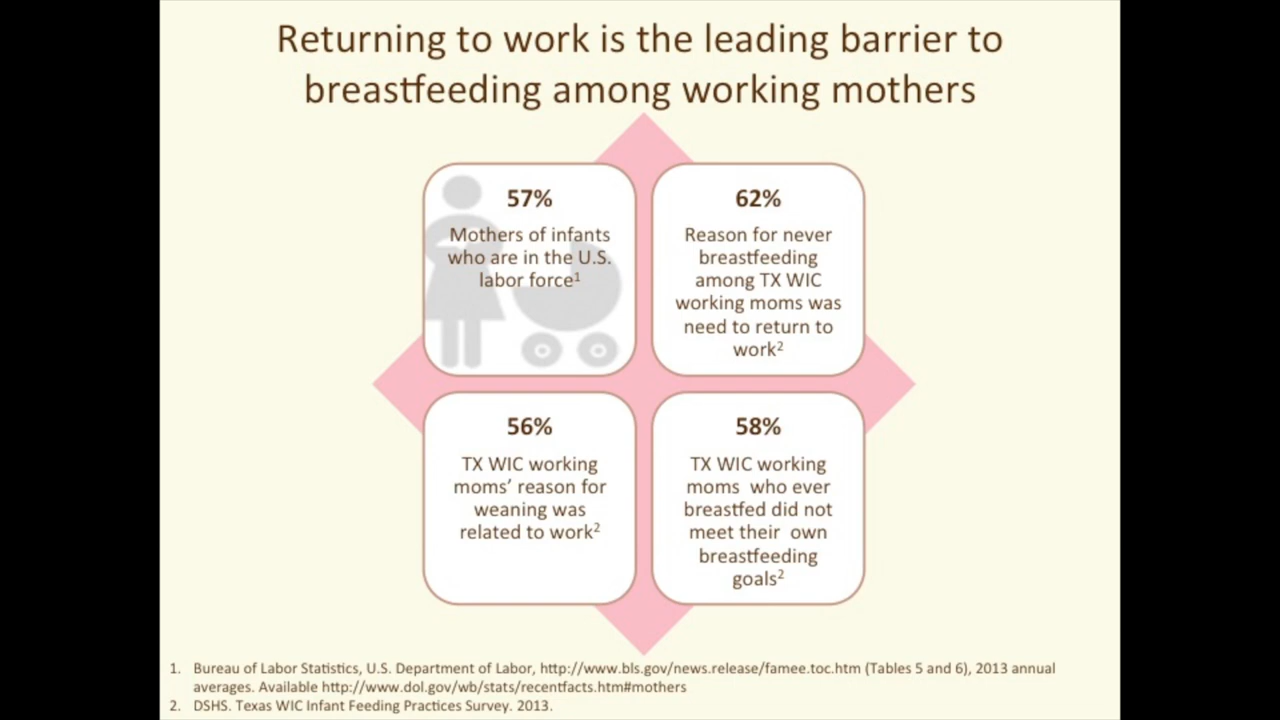 Returning to work is the leading barrier to
breastfeeding among working mothers
57%
Mothers of infants
who are in the U.S.
labor force1
62%
Reason for never
breastfeeding
among TX WIC
working moms was
need to return to
work2
56%
TX WIC working
moms' reason for
weaning was
related to work2
58%
TX WIC working
moms  who ever
breastfed did not
meet their  own
breastfeeding
goals2
1. Bureau of Labor Statistics, U.S. Department of Labor, http://www.bls.gov/news.release/famee.toc.htm (Tables 5 and 6), 2013 annual
averages. Available http://www.dol.gov/wb/stats/recentfacts.htm#mothers
2. DSHS. Texas WIC Infant Feeding Practices Survey. 2013.